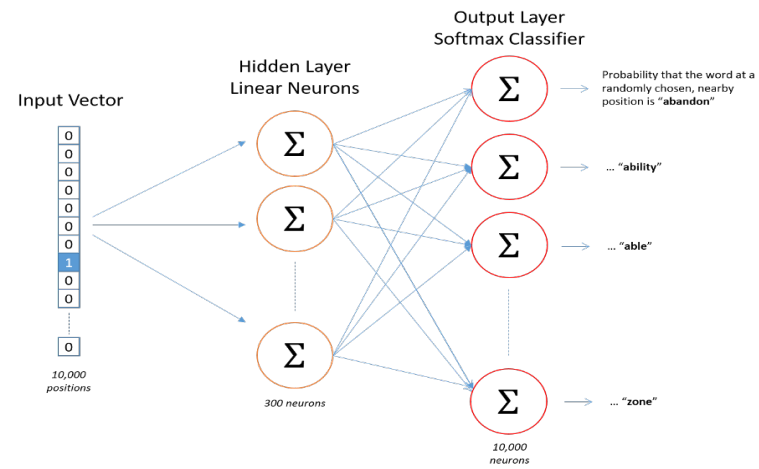 Input Vector
0
0
0
0
0
0
0
1
0
0
0
10,000
positions
Hidden Layer
Linear Neurons
Σ
Σ
Σ
300 neurons
Output Layer
Softmax Classifier
Σ
Σ
Σ
Σ
10,000
neurons
Probability that the word at a
randomly chosen, nearby
position is “abandon”
... “ability”
... “able”
... “zone”